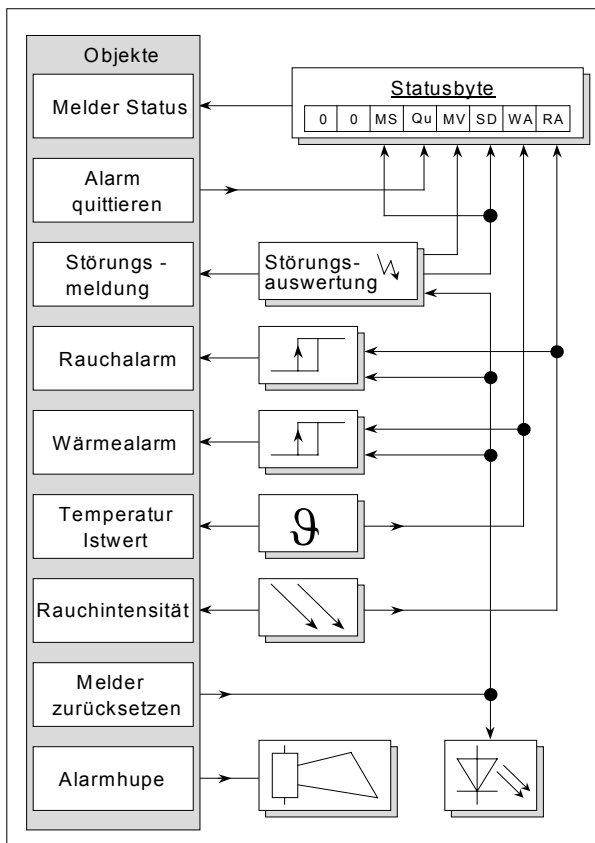 Objekte
Statusbyte
Melder Status
0 0 MS Qu MV SD WA RA
Alarm
quittieren
Störungs -
meldung
Störungs-
auswertung
Rauchalarm
Wärmealarm
Temperatur
Istwert
ϑ
Rauchintensität
Melder
zurücksetzen
Alarmhupe